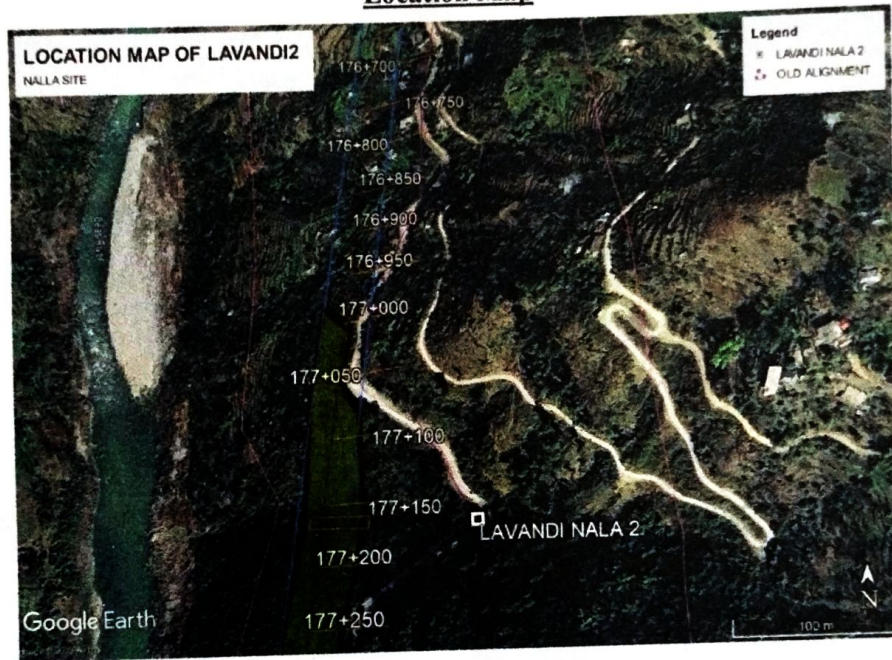 Location Map
LOCATION MAP OF LAVANDI2
NALLA SITE
Legend
LAVANDI NALA 2
OLD ALIGNMENT
176+700
176+750
176+800
176+850
176+900
176+950
177+000
177+050
177+100
177+150
LAVANDI NALA 2
177+200
177+250
Google Earth
N
100 m